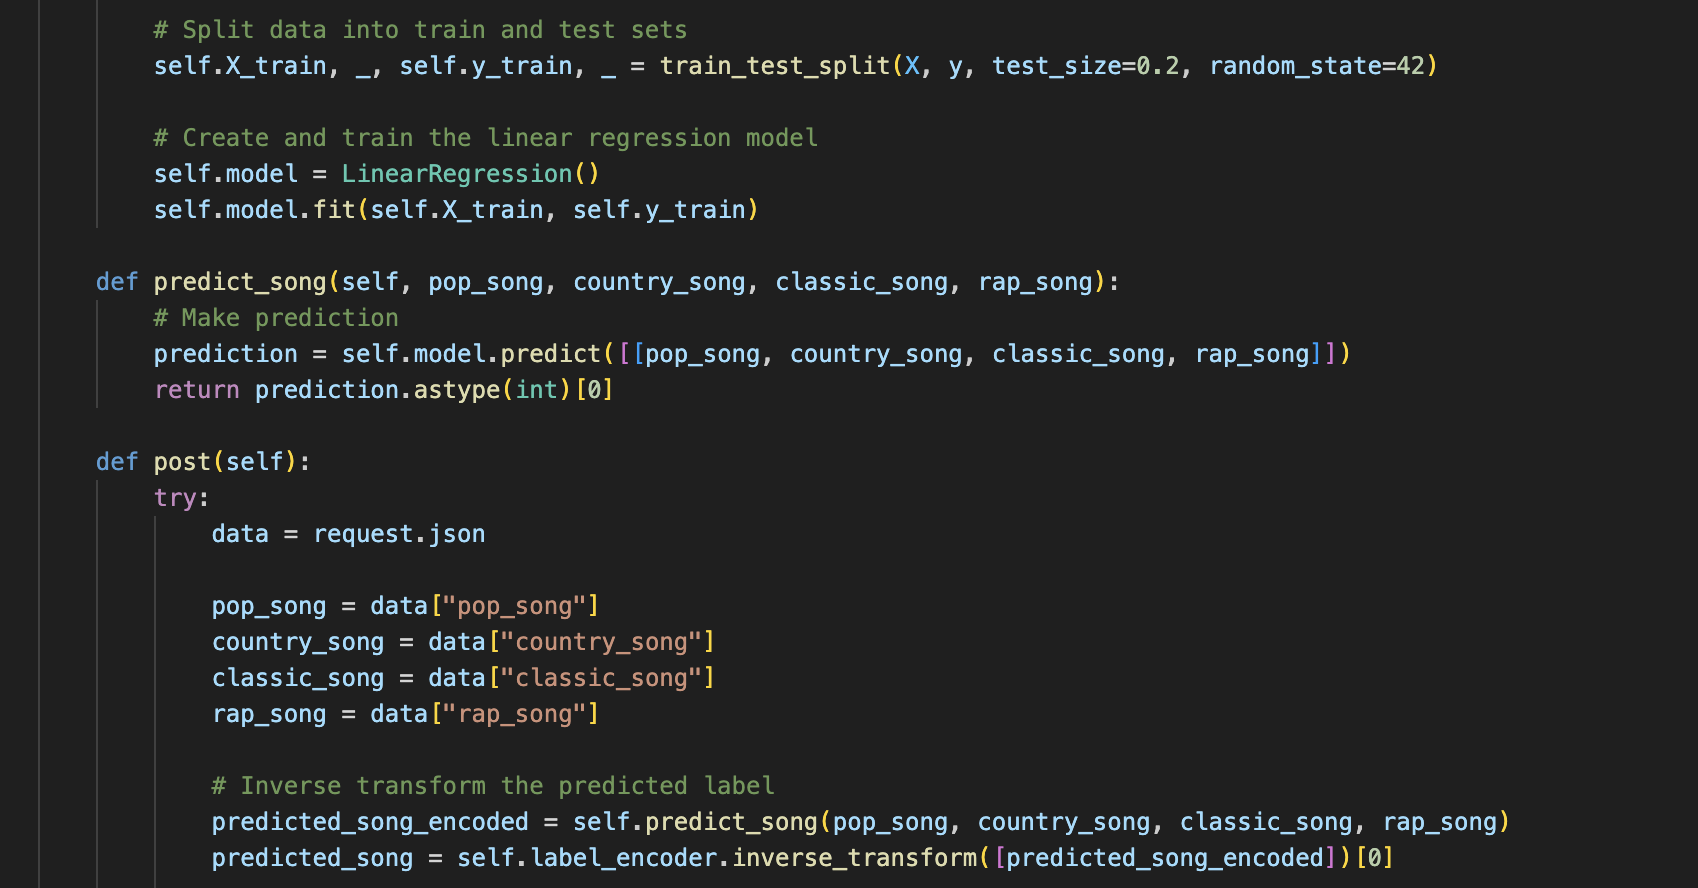 # Split data into train and test sets
self.X_train, _, self.y_train, _ = train_test_split(X, y, test_size=0.2, random_state=42)
# Create and train the linear regression model
self.model = LinearRegression()
self.model.fit(self.X_train, self.y_train)
def predict_song(self, pop_song, country_song, classic_song, rap_song):
# Make prediction
prediction = self.model.predict([[pop_song, country_song, classic_song, rap_song]])
return prediction.astype(int)[0]
def post(self):
try:
data = request.json
pop_song = data["pop_song"]
country_song = data["country_song"]
classic_song = data["classic_song"]
rap_song = data["rap_song"]
# Inverse transform the predicted label
predicted_song_encoded = self.predict_song(pop_song, country_song, classic_song, rap_song)
predicted_song = self.label_encoder.inverse_transform([predicted_song_encoded])[0]